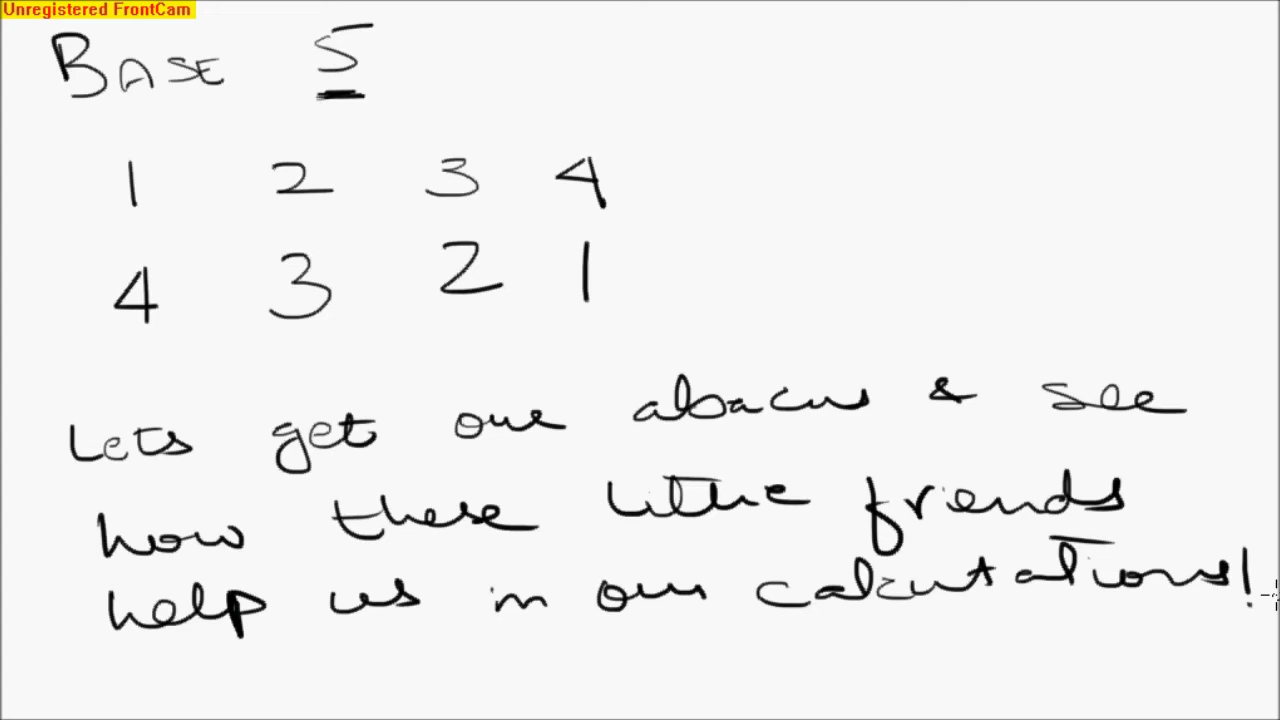 Unregistered FrontCam
BASE 5
1 2 3 4
4 3 2 1
Lets get our abacus & see
how these little friends
help us in our calculations!